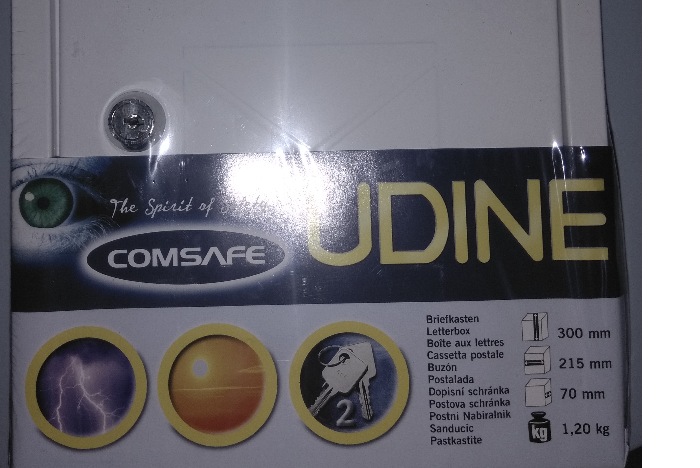 The Spirit of
UDINE
COMSAFE
Briefkasten
Letterbox
Boîte aux lettres
Cassetta postale
Buzón
Postalada
Dopisní schránka
Postova schránka
Postni Nabiralnik
Sanducic
Pastkastite
300 mm
215 mm
70 mm
kg 1,20 kg
2